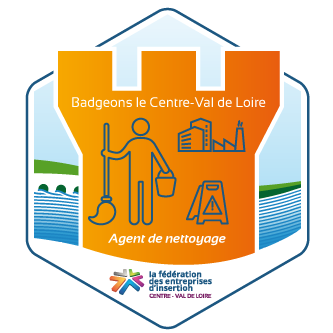 Badgeons le Centre-Val de Loire
Agent de nettoyage
la fédération
des entreprises
d'insertion
CENTRE - VAL DE LOIRE